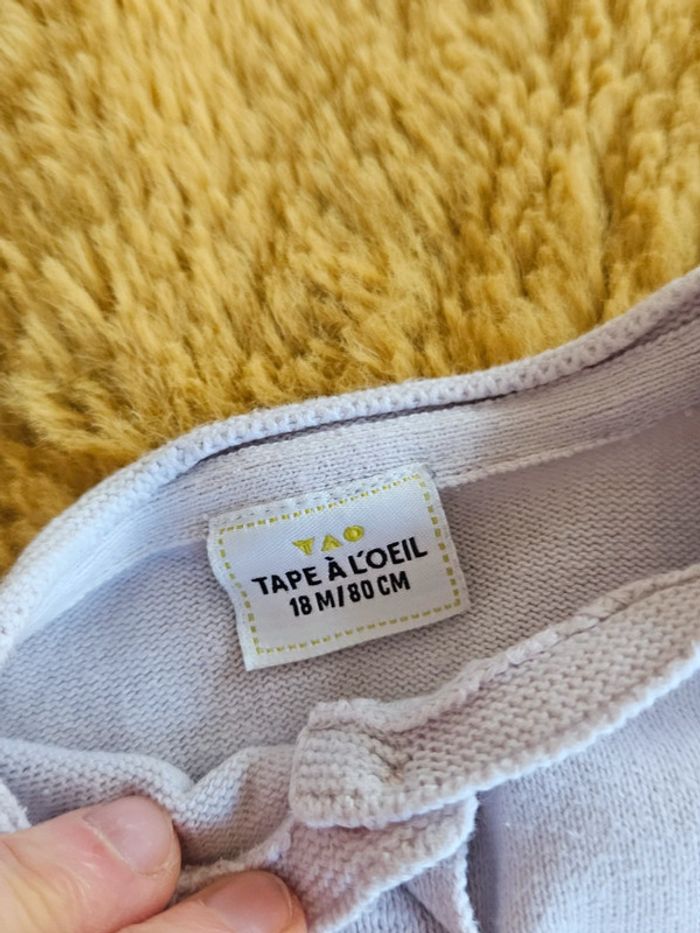 TAO
TAPE À L'OEIL
18 M/80 CM